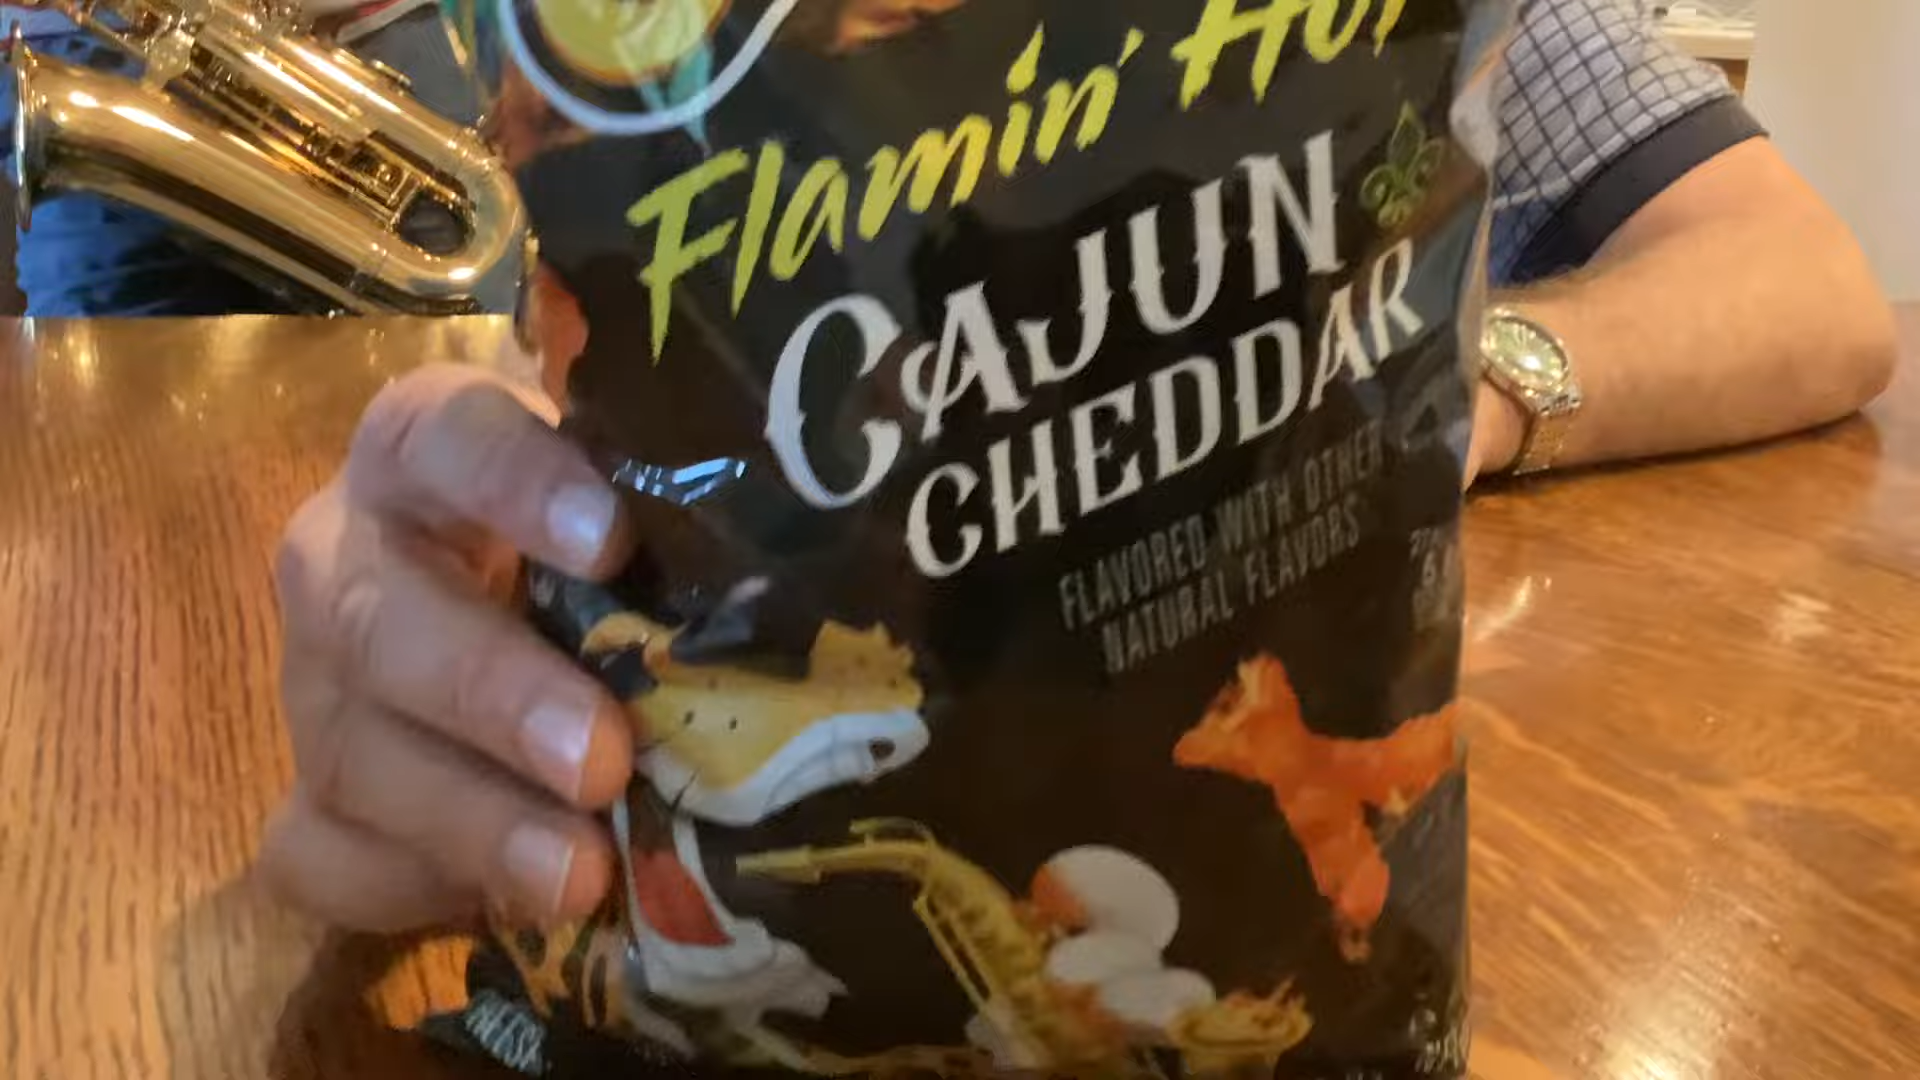 Flamin' Hot
CAJUN
CHEDDAR
FLAVORED WITH OTHER
NATURAL FLAVORS